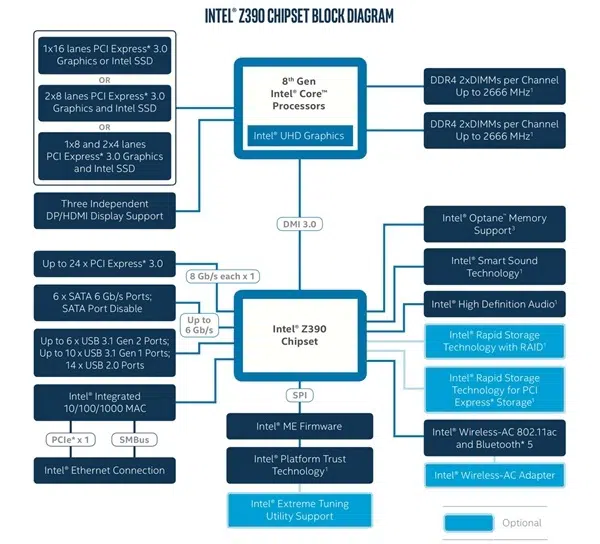 INTEL® Z390 CHIPSET BLOCK DIAGRAM
1x16 lanes PCI Express* 3.0
Graphics or Intel SSD
OR
2x8 lanes PCI Express* 3.0
Graphics and Intel SSD
OR
1x8 and 2x4 lanes
PCI Express* 3.0 Graphics
and Intel SSD
Three Independent
DP/HDMI Display Support
8th Gen
Intel® Core™
Processors
Intel® UHD Graphics
DDR4 2xDIMMs per Channel
Up to 2666 MHz¹
DDR4 2xDIMMs per Channel
Up to 2666 MHz¹
DMI 3.0
Up to 24 x PCI Express* 3.0
8 Gb/s each x 1
6 x SATA 6 Gb/s Ports;
SATA Port Disable
Up to
6 Gb/s
Up to 6 x USB 3.1 Gen 2 Ports;
Up to 10 x USB 3.1 Gen 1 Ports;
14 x USB 2.0 Ports
Intel® Integrated
10/100/1000 MAC
PCIe* x 1
SMBus
Intel® Ethernet Connection
Intel® Z390
Chipset
SPI
Intel® ME Firmware
Intel® Platform Trust
Technology¹
Intel® Extreme Tuning
Utility Support
Intel® Optane™ Memory
Support³
Intel® Smart Sound
Technology¹
Intel® High Definition Audio¹
Intel® Rapid Storage
Technology with RAID¹
Intel® Rapid Storage
Technology for PCI
Express* Storage¹
Intel® Wireless-AC 802.11ac
and Bluetooth* 5
Intel® Wireless-AC Adapter
Optional